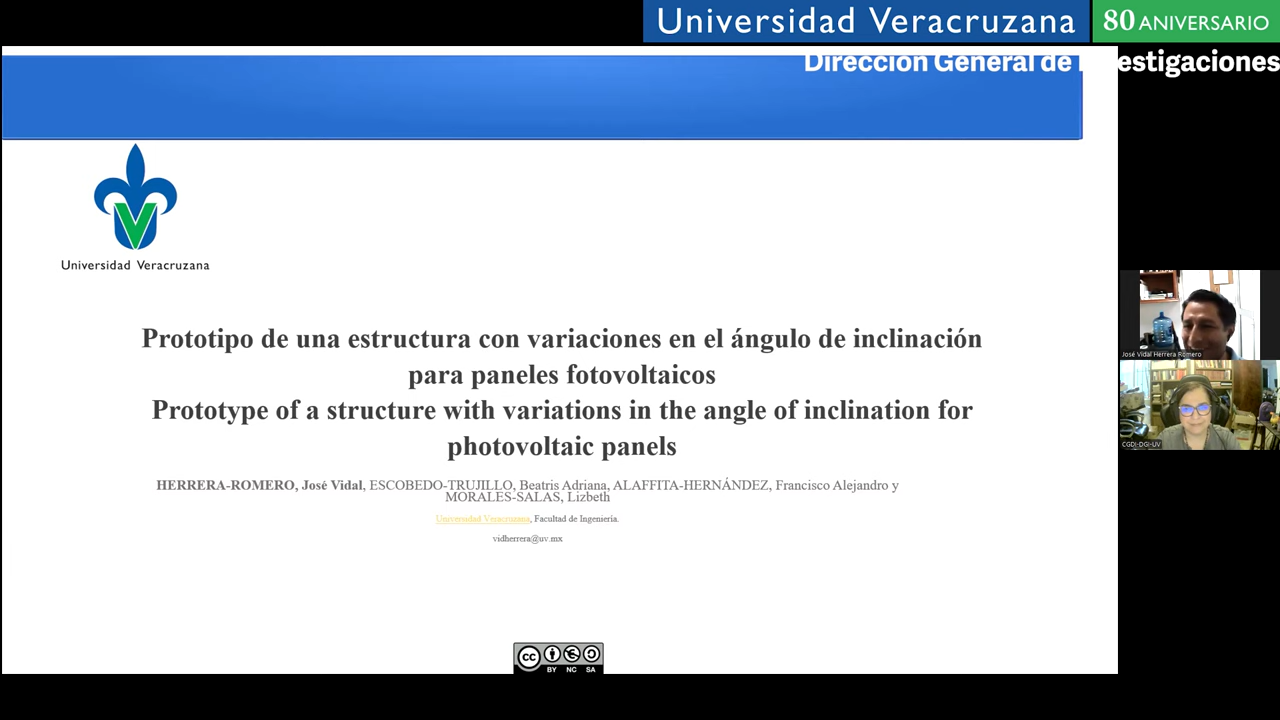 Universidad Veracruzana 80 ANIVERSARIO
Dirección General de Investigaciones
Universidad Veracruzana
Prototipo de una estructura con variaciones en el ángulo de inclinación
para paneles fotovoltaicos
Prototype of a structure with variations in the angle of inclination for
photovoltaic panels
HERRERA-ROMERO, José Vidal, ESCOBEDO-TRUJILLO, Beatris Adriana, ALAFFITA-HERNÁNDEZ, Francisco Alejandro y
MORALES-SALAS, Lizbeth
Universidad Veracruzana, Facultad de Ingeniería.
vidherrera@uv.mx
cc BY NC SA
José Vidal Herrera Romero
CGDI-DGI-UV